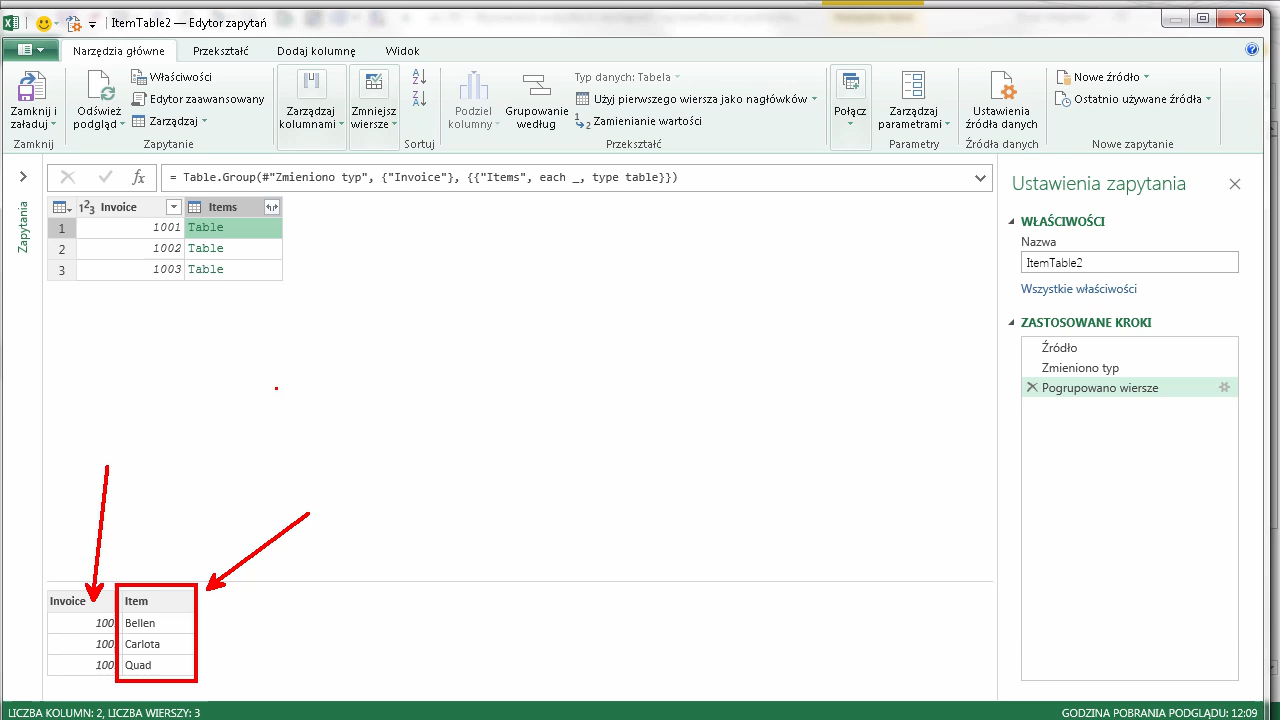 ItemTable2 — Edytor zapytań
Narzędzia główne
Przekształć
Dodaj kolumnę
Widok
Zamknij i załaduj
Odśwież podgląd
Właściwości
Edytor zaawansowany
Zarządzaj
Zarządzaj kolumnami
Zmniejsz wiersze
Podziel kolumny
Grupowanie według
Typ danych: Tabela
Użyj pierwszego wiersza jako nagłówków
Zamienianie wartości
Połącz
Zarządzaj parametrami
Ustawienia źródła danych
Nowe źródło
Ostatnio używane źródła
Zamknij
Zapytanie
Sortuj
Przekształć
Parametry
Źródła danych
Nowe zapytanie
Zapytania
fx
= Table.Group(#"Zmieniono typ", {"Invoice"}, {{"Items", each _, type table}})
Invoice Items
1 1001 Table
2 1002 Table
3 1003 Table
Invoice Item
100 Bellen
100 Carlota
100 Quad
Ustawienia zapytania
WŁAŚCIWOŚCI
Nazwa
ItemTable2
Wszystkie właściwości
ZASTOSOWANE KROKI
Źródło
Zmieniono typ
Pogrupowano wiersze
LICZBA KOLUMN: 2, LICZBA WIERSZY: 3
GODZINA POBRANIA PODGLĄDU: 12:09